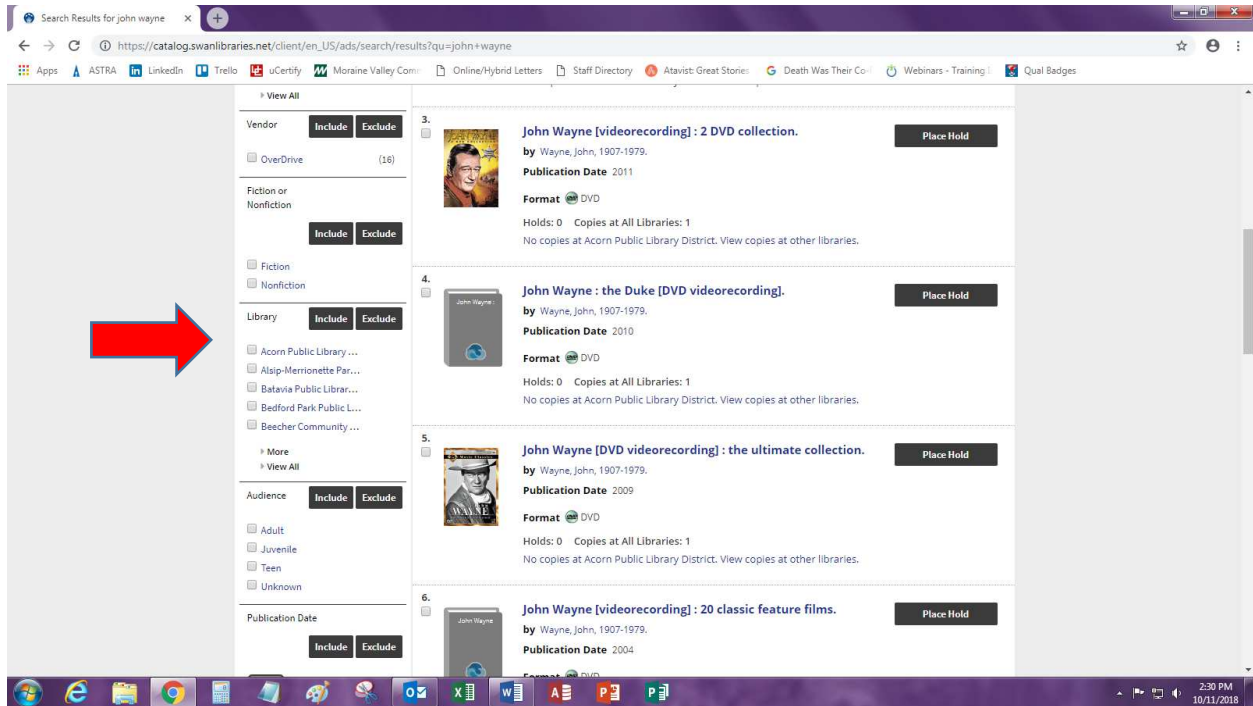 Search Results for john wayne
https://catalog.swanlibraries.net/client/en_US/ads/search/results?qu=john+wayne
Apps ASTRA LinkedIn Trello uCertify Moraine Valley Com Online/Hybrid Letters Staff Directory Atavist: Great Stories Death Was Their Co- Webinars - Training Qual Badges
View All
Vendor Include Exclude
OverDrive (16)
Fiction or
Nonfiction
Include Exclude
Fiction
Nonfiction
Library Include Exclude
Acorn Public Library ...
Alsip-Merrionette Par...
Batavia Public Librar...
Bedford Park Public L...
Beecher Community ...
More
View All
Audience Include Exclude
Adult
Juvenile
Teen
Unknown
Publication Date
Include Exclude
3.
John Wayne [videorecording] : 2 DVD collection.
Place Hold
by Wayne, John, 1907-1979.
Publication Date 2011
Format DVD
Holds: 0 Copies at All Libraries: 1
No copies at Acorn Public Library District. View copies at other libraries.
4.
John Wayne :
John Wayne : the Duke [DVD videorecording].
Place Hold
by Wayne, John, 1907-1979.
Publication Date 2010
Format DVD
Holds: 0 Copies at All Libraries: 1
No copies at Acorn Public Library District. View copies at other libraries.
5.
WAYNE
John Wayne [DVD videorecording] : the ultimate collection.
Place Hold
by Wayne, John, 1907-1979.
Publication Date 2009
Format DVD
Holds: 0 Copies at All Libraries: 1
No copies at Acorn Public Library District. View copies at other libraries.
6.
John Wayne
John Wayne [videorecording] : 20 classic feature films.
Place Hold
by Wayne, John, 1907-1979.
Publication Date 2004
Format DVD
2:30 PM
10/11/2018